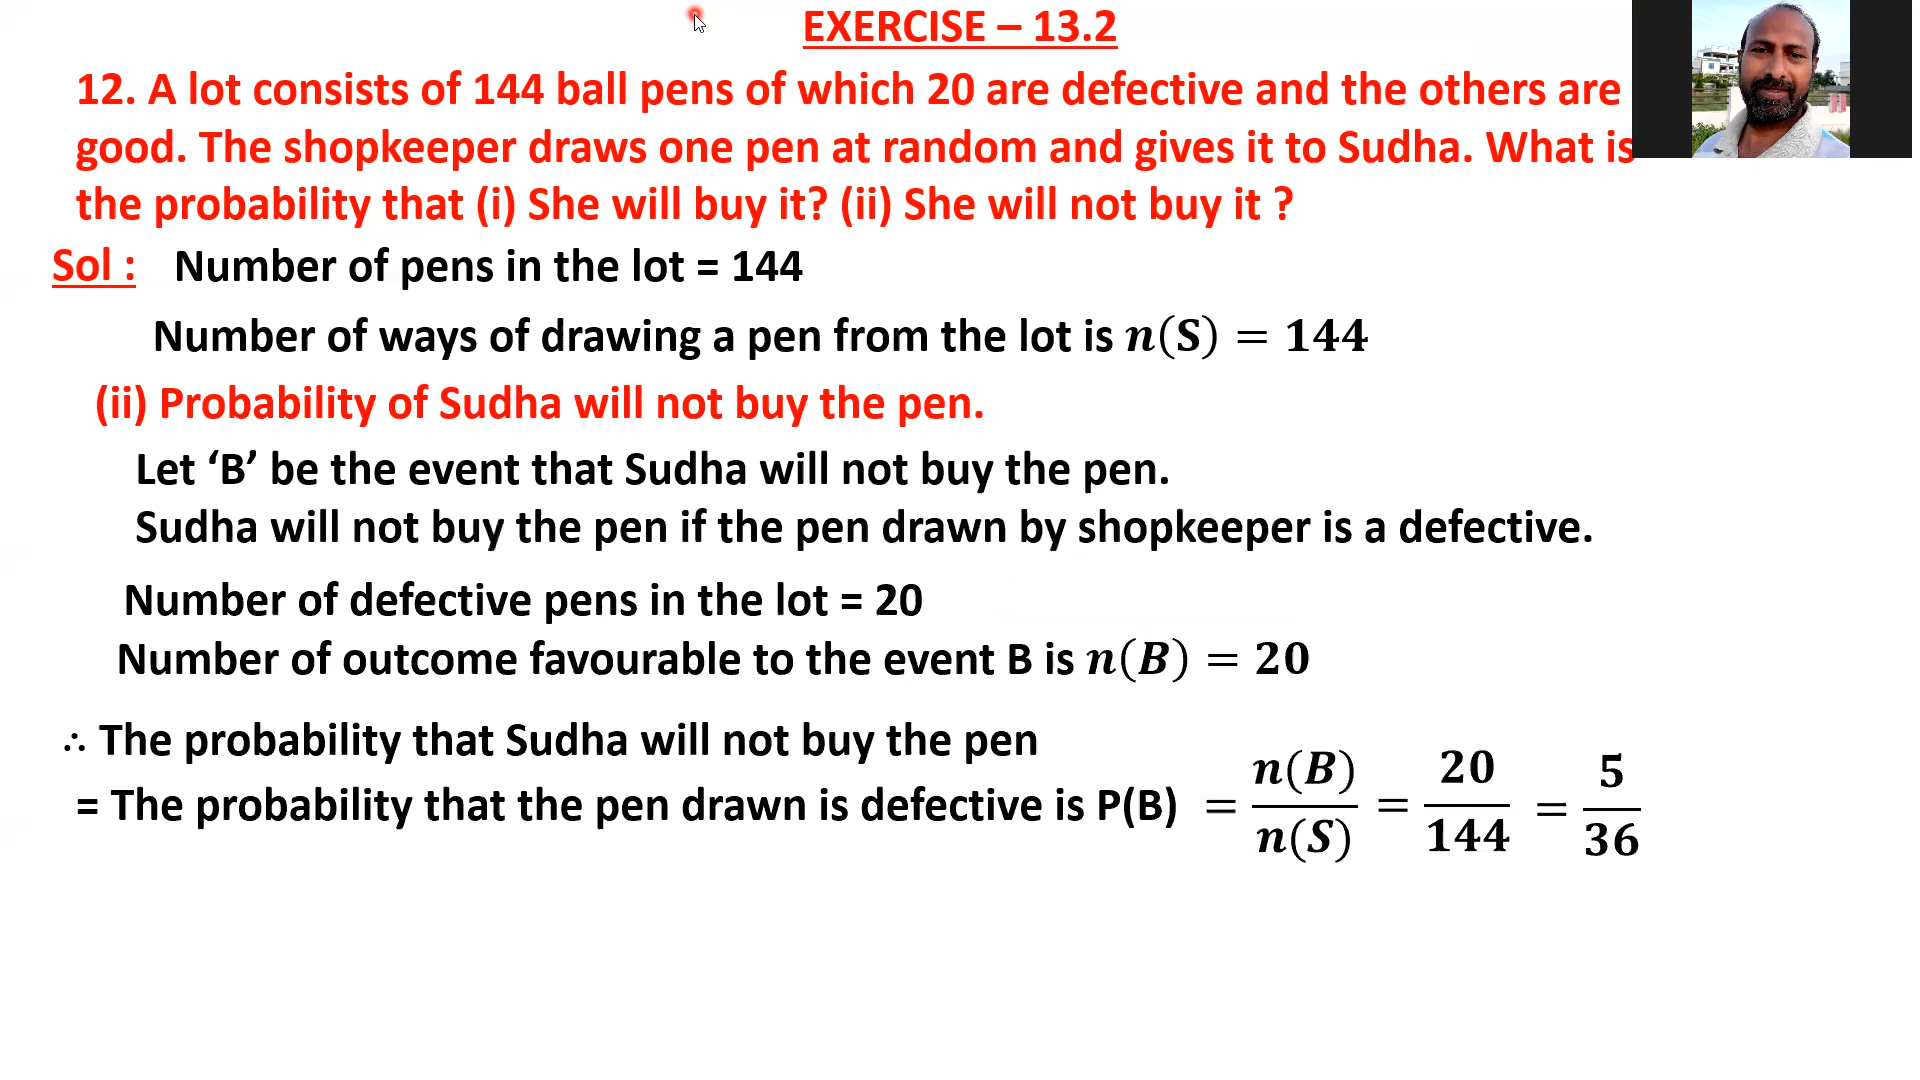 EXERCISE – 13.2
12. A lot consists of 144 ball pens of which 20 are defective and the others are
good. The shopkeeper draws one pen at random and gives it to Sudha. What is
the probability that (i) She will buy it? (ii) She will not buy it ?
Sol : Number of pens in the lot = 144
Number of ways of drawing a pen from the lot is n(S) = 144
(ii) Probability of Sudha will not buy the pen.
Let ‘B’ be the event that Sudha will not buy the pen.
Sudha will not buy the pen if the pen drawn by shopkeeper is a defective.
Number of defective pens in the lot = 20
Number of outcome favourable to the event B is n(B) = 20
∴ The probability that Sudha will not buy the pen
= The probability that the pen drawn is defective is P(B) = n(B)/n(S) = 20/144 = 5/36